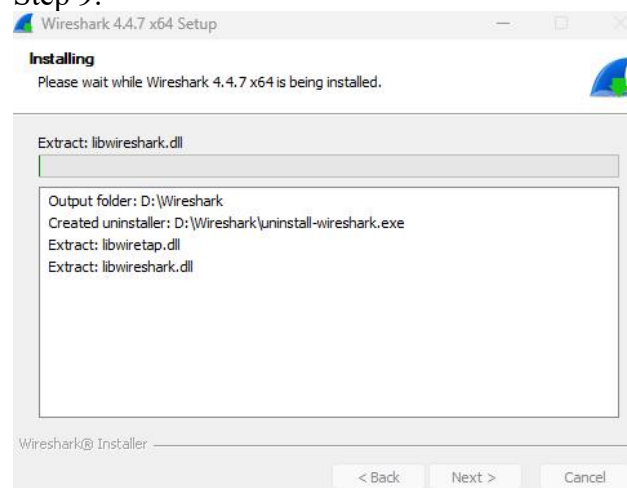 Step 9:
Wireshark 4.4.7 x64 Setup
Installing
Please wait while Wireshark 4.4.7 x64 is being installed.
Extract: libwireshark.dll
Output folder: D:\Wireshark
Created uninstaller: D:\Wireshark\uninstall-wireshark.exe
Extract: libwiretap.dll
Extract: libwireshark.dll
Wireshark® Installer
< Back Next > Cancel